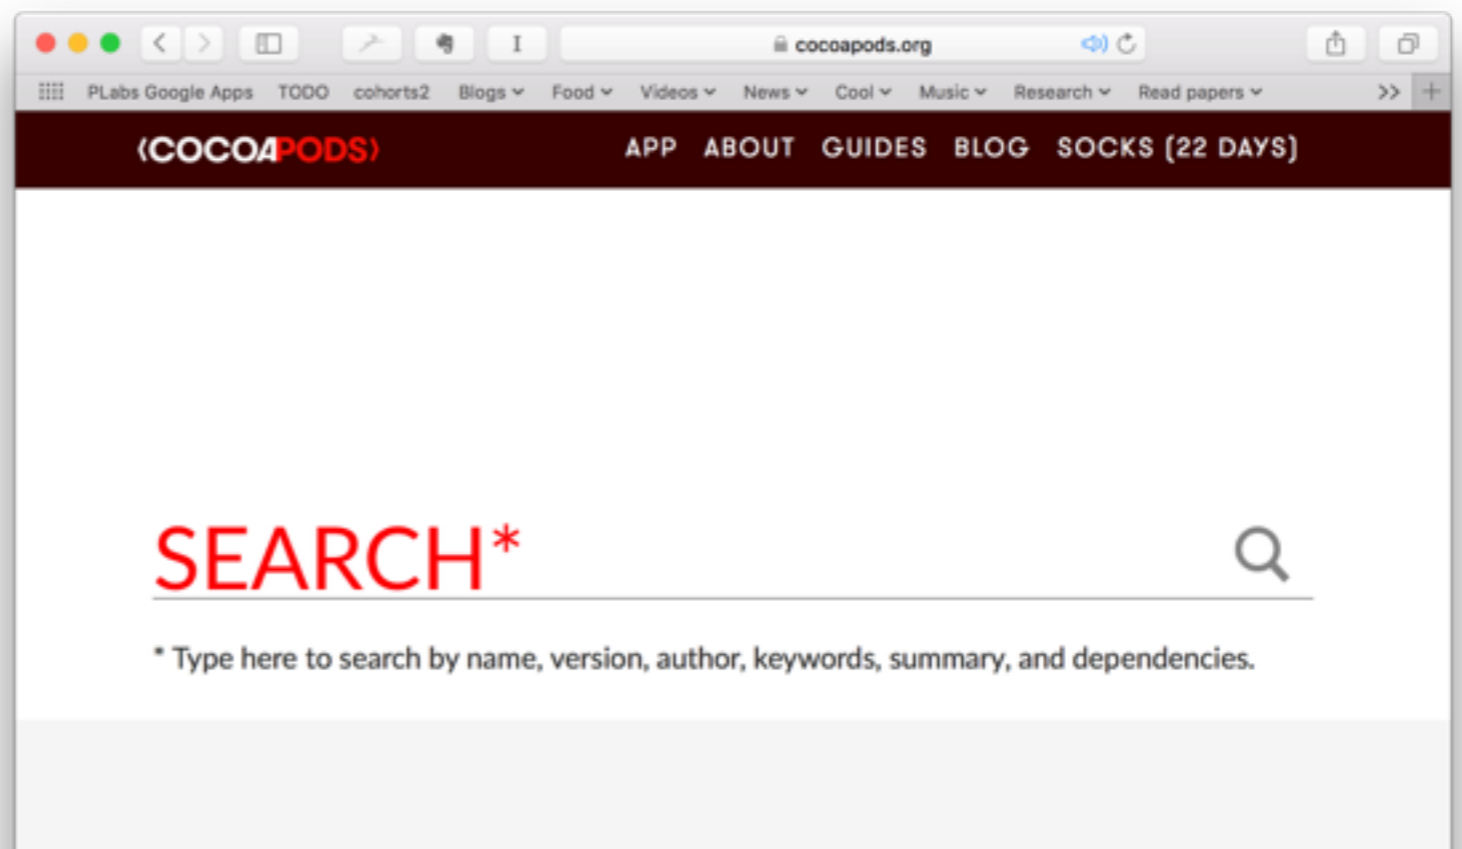 cocoapods.org
PLabs Google Apps TODO cohorts2 Blogs Food Videos News Cool Music Research Read papers >> +
(COCOAPODS) APP ABOUT GUIDES BLOG SOCKS (22 DAYS)
SEARCH*
* Type here to search by name, version, author, keywords, summary, and dependencies.